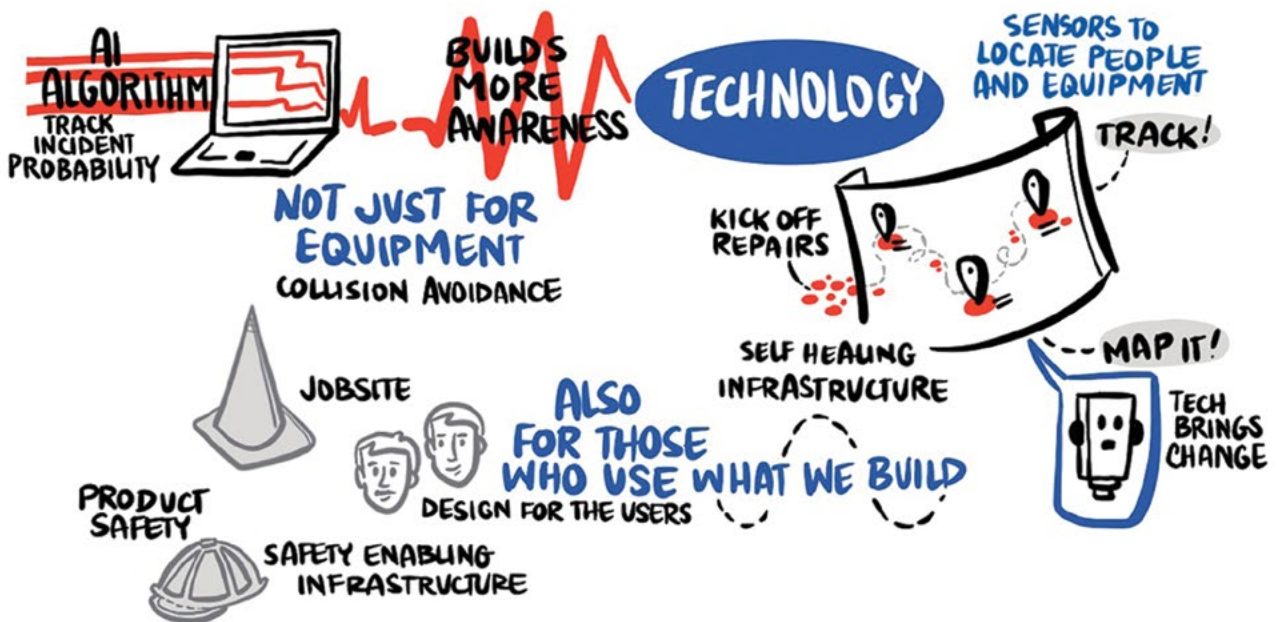 AI
ALGORITHM
TRACK
INCIDENT
PROBABILITY
BUILDS
MORE
AWARENESS
TECHNOLOGY
SENSORS TO
LOCATE PEOPLE
AND EQUIPMENT
TRACK!
NOT JUST FOR
EQUIPMENT
COLLISION AVOIDANCE
KICK OFF
REPAIRS
SELF HEALING
INFRASTRUCTURE
MAP IT!
TECH
BRINGS
CHANGE
JOBSITE
ALSO
FOR THOSE
WHO USE WHAT WE BUILD
DESIGN FOR THE USERS
PRODUCT
SAFETY
SAFETY ENABLING
INFRASTRUCTURE